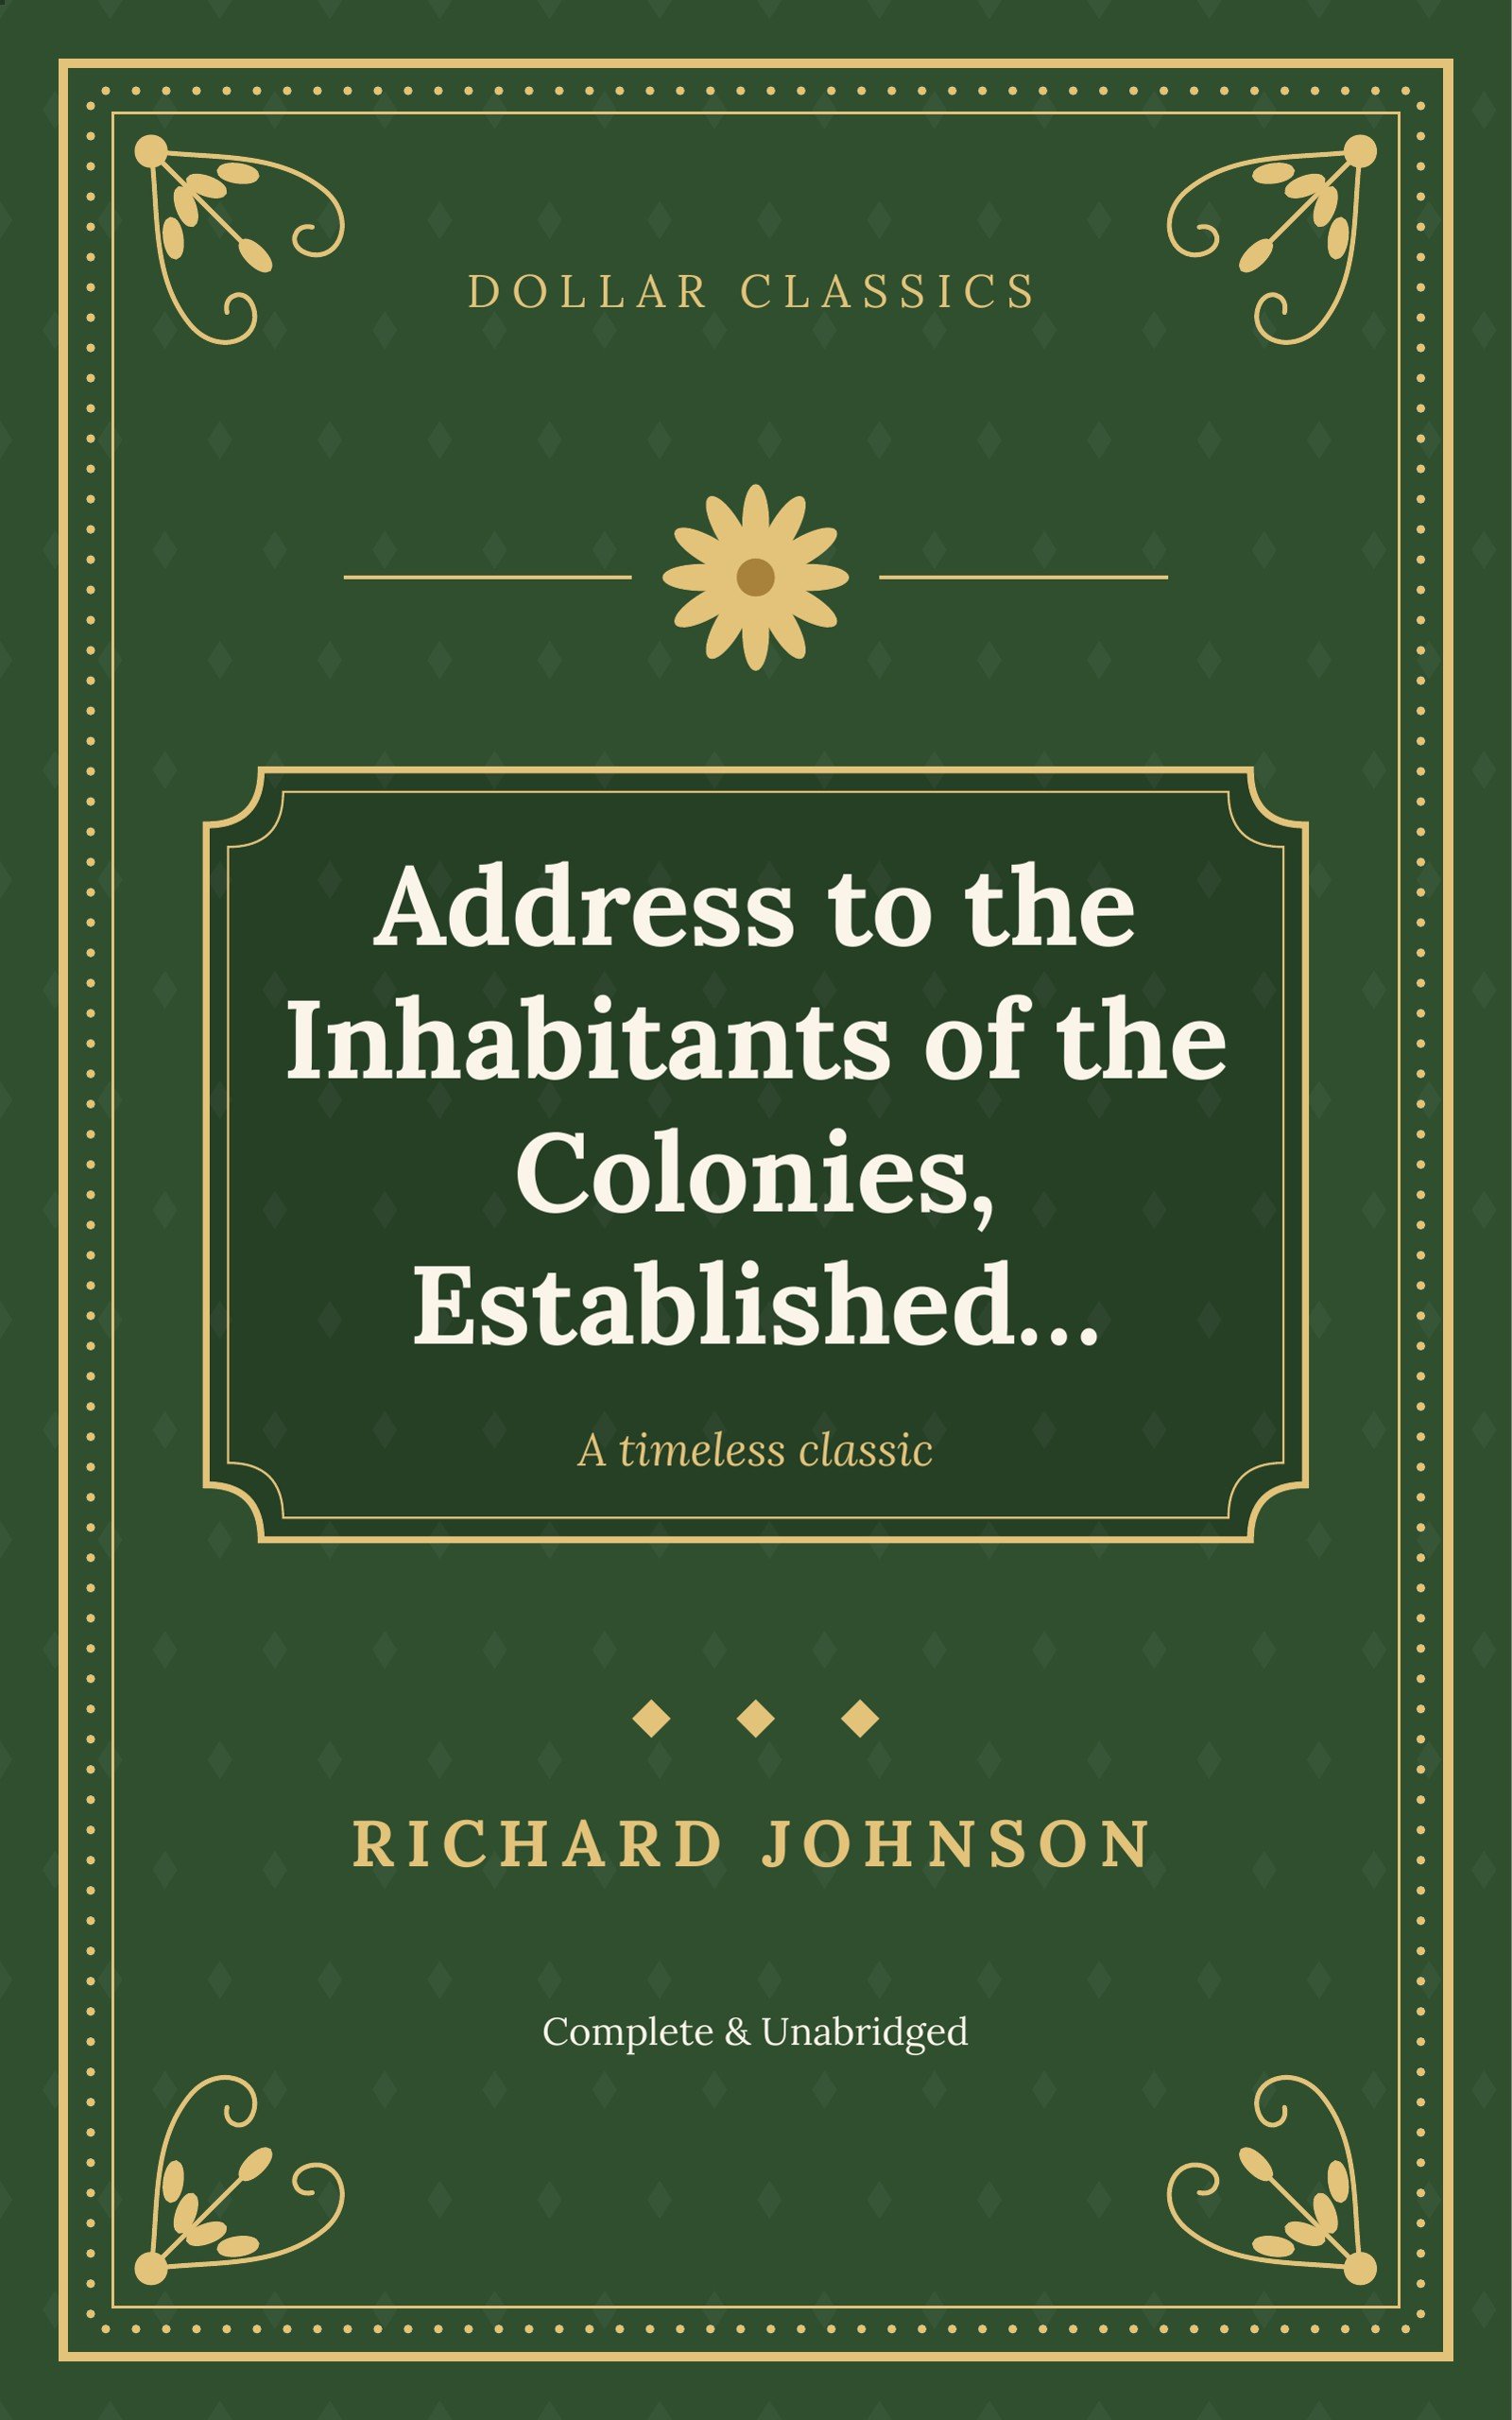 DOLLAR CLASSICS
Address to the
Inhabitants of the
Colonies,
Established...
A timeless classic
RICHARD JOHNSON
Complete & Unabridged